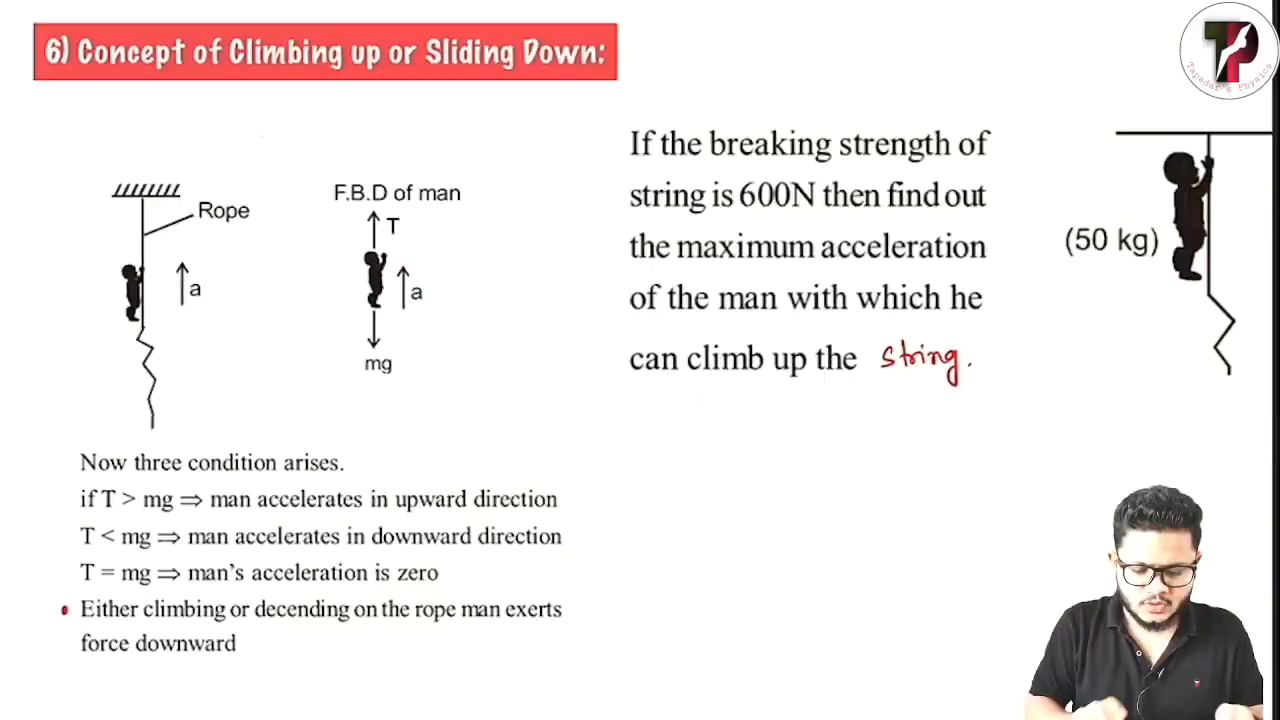 6) Concept of Climbing up or Sliding Down:
TP
Tapadar's Physics
Rope
a
F.B.D of man
T
a
mg
If the breaking strength of
string is 600N then find out
the maximum acceleration
of the man with which he
can climb up the string.
(50 kg)
Now three condition arises.
if T > mg ⇒ man accelerates in upward direction
T < mg ⇒ man accelerates in downward direction
T = mg ⇒ man’s acceleration is zero
• Either climbing or decending on the rope man exerts
force downward